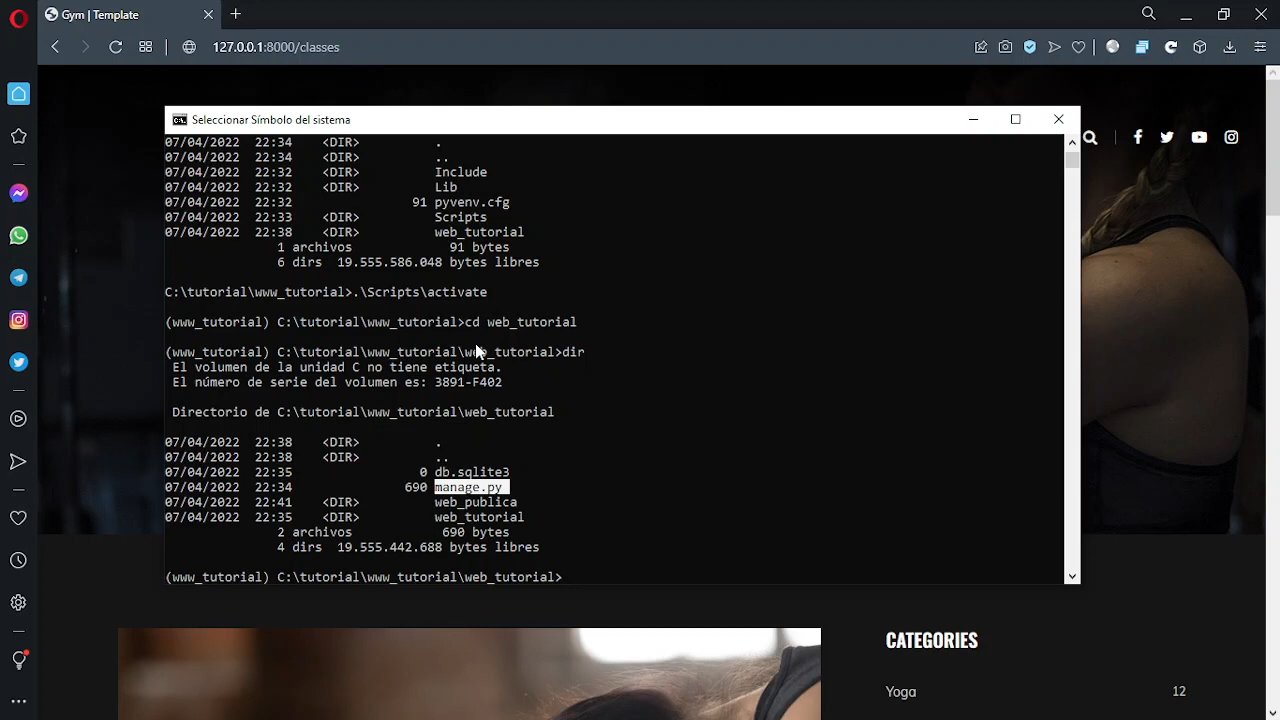 Gym | Template
127.0.0.1:8000/classes
Seleccionar Símbolo del sistema
07/04/2022  22:34    <DIR>          .
07/04/2022  22:34    <DIR>          ..
07/04/2022  22:32    <DIR>          Include
07/04/2022  22:32    <DIR>          Lib
07/04/2022  22:32                91 pyvenv.cfg
07/04/2022  22:33    <DIR>          Scripts
07/04/2022  22:38    <DIR>          web_tutorial
1 archivos             91 bytes
6 dirs  19.555.586.048 bytes libres
C:\tutorial\www_tutorial>.\Scripts\activate
(www_tutorial) C:\tutorial\www_tutorial>cd web_tutorial
(www_tutorial) C:\tutorial\www_tutorial\web_tutorial>dir
El volumen de la unidad C no tiene etiqueta.
El número de serie del volumen es: 3891-F402
Directorio de C:\tutorial\www_tutorial\web_tutorial
07/04/2022  22:38    <DIR>          .
07/04/2022  22:38    <DIR>          ..
07/04/2022  22:35                 0 db.sqlite3
07/04/2022  22:34               690 manage.py
07/04/2022  22:41    <DIR>          web_publica
07/04/2022  22:35    <DIR>          web_tutorial
2 archivos            690 bytes
4 dirs  19.555.442.688 bytes libres
(www_tutorial) C:\tutorial\www_tutorial\web_tutorial>
CATEGORIES
Yoga 12